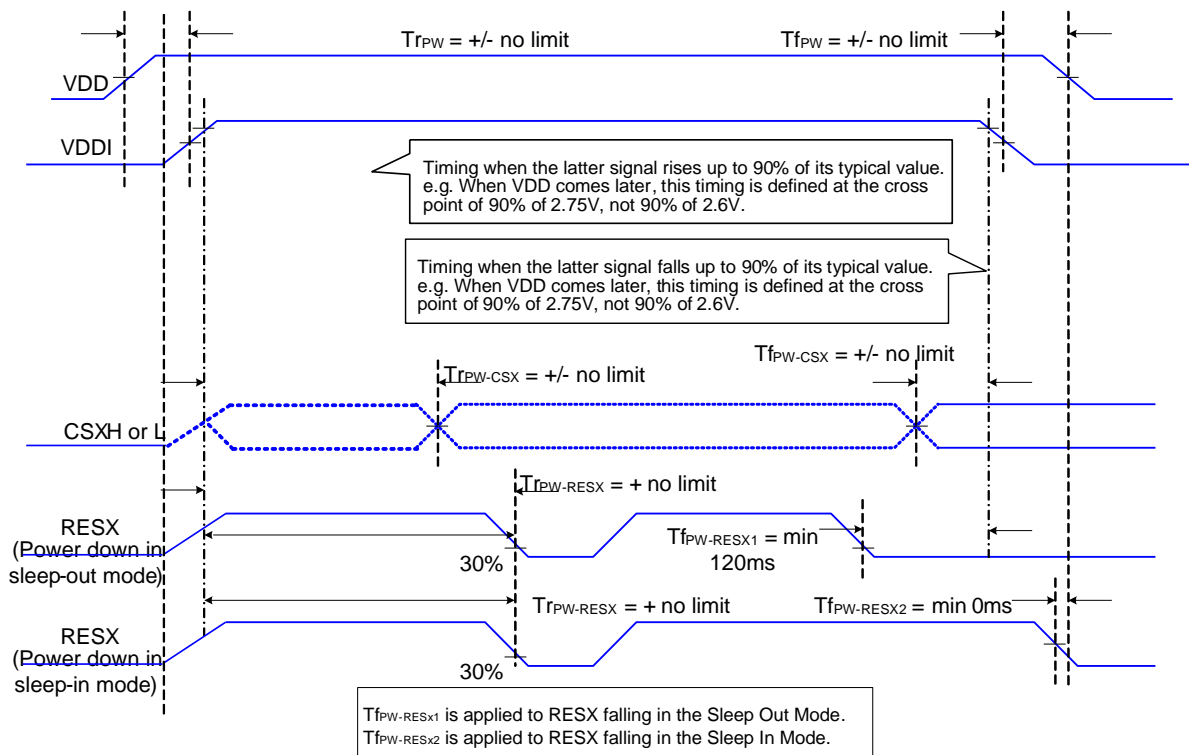 TrPW = +/- no limit
TfPW = +/- no limit
VDD
VDDI
Timing when the latter signal rises up to 90% of its typical value.
e.g. When VDD comes later, this timing is defined at the cross
point of 90% of 2.75V, not 90% of 2.6V.
Timing when the latter signal falls up to 90% of its typical value.
e.g. When VDD comes later, this timing is defined at the cross
point of 90% of 2.75V, not 90% of 2.6V.
TfPW-CSX = +/- no limit
TrPW-CSX = +/- no limit
CSXH or L
TrPW-RESX = + no limit
RESX
(Power down in
sleep-out mode)
30%
TfPW-RESX1 = min
120ms
TrPW-RESX = + no limit
TfPW-RESX2 = min 0ms
RESX
(Power down in
sleep-in mode)
30%
TfPW-RESx1 is applied to RESX falling in the Sleep Out Mode.
TfPW-RESx2 is applied to RESX falling in the Sleep In Mode.